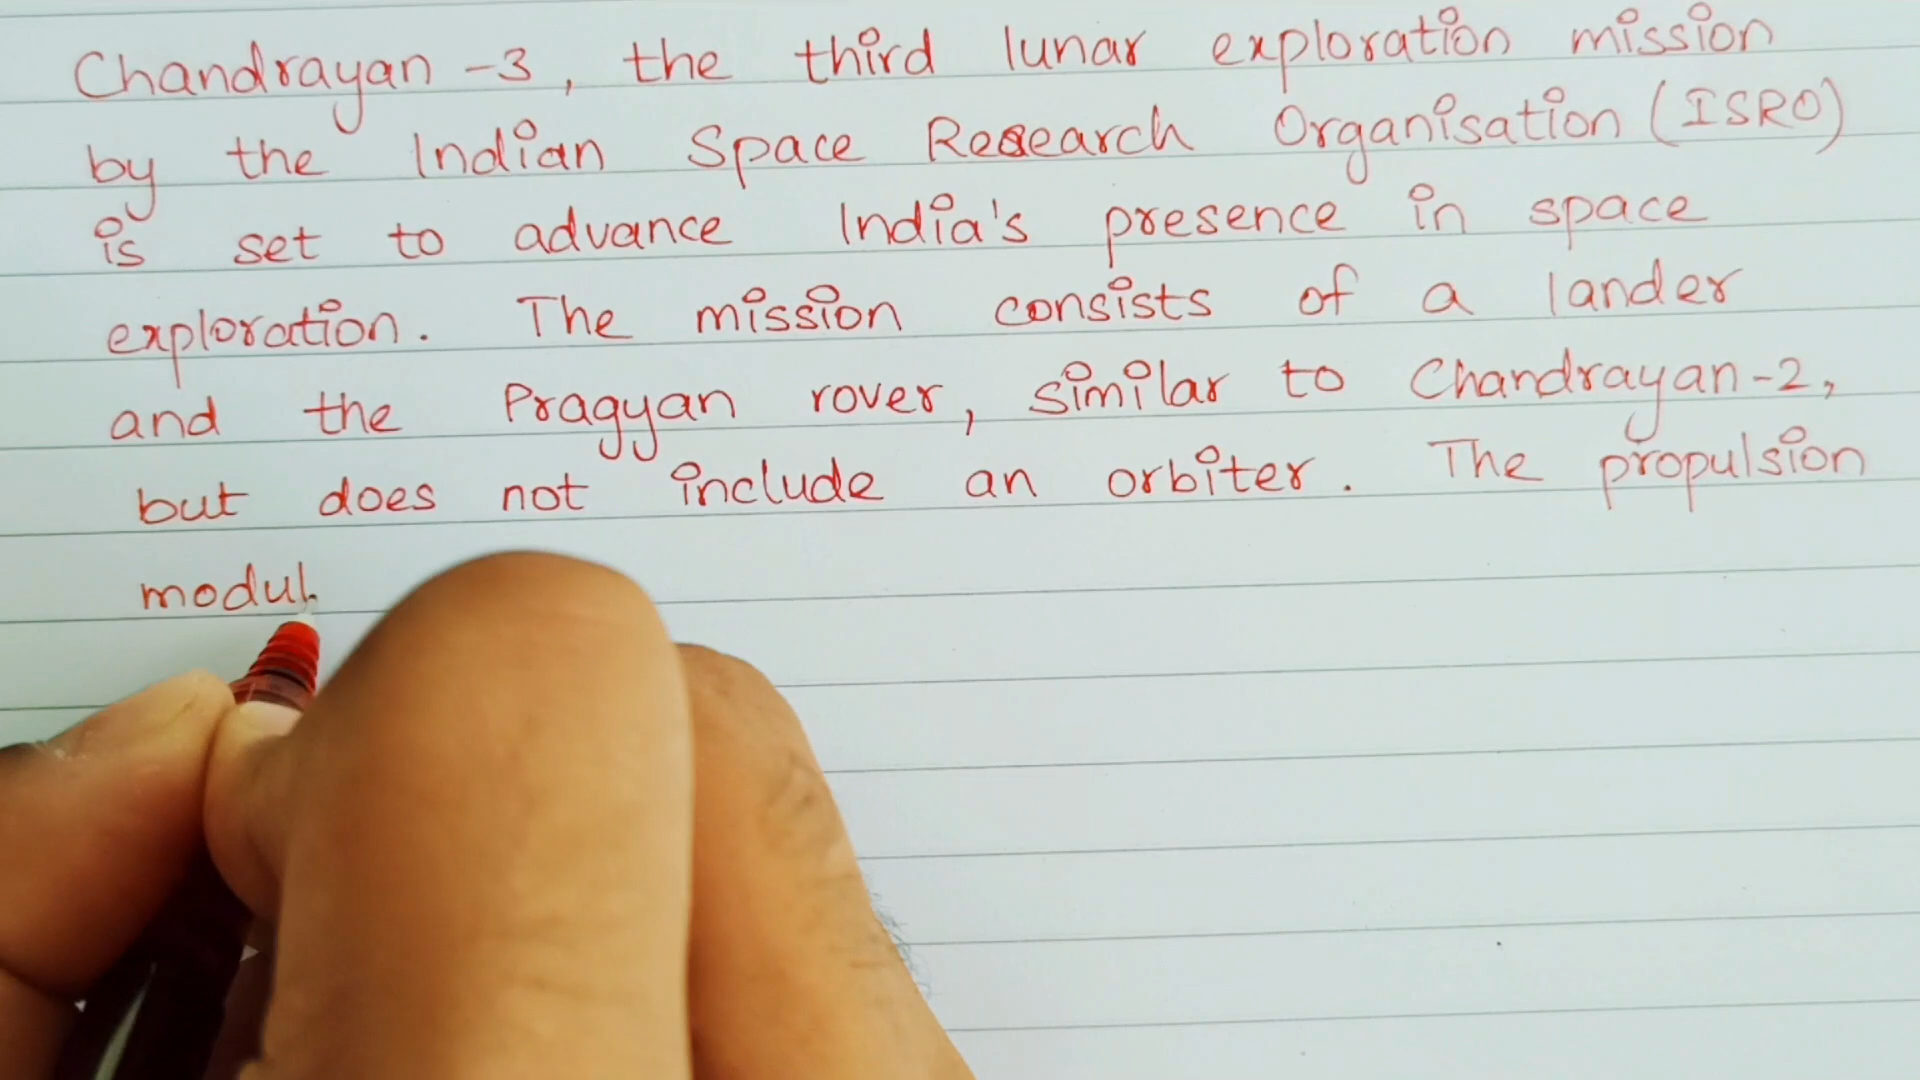 Chandrayan-3, the third lunar exploration mission
by the Indian Space Research Organisation (ISRO)
is set to advance India's presence in space
exploration. The mission consists of a lander
and the Pragyan rover, similar to Chandrayan-2,
but does not include an orbiter. The propulsion
modul